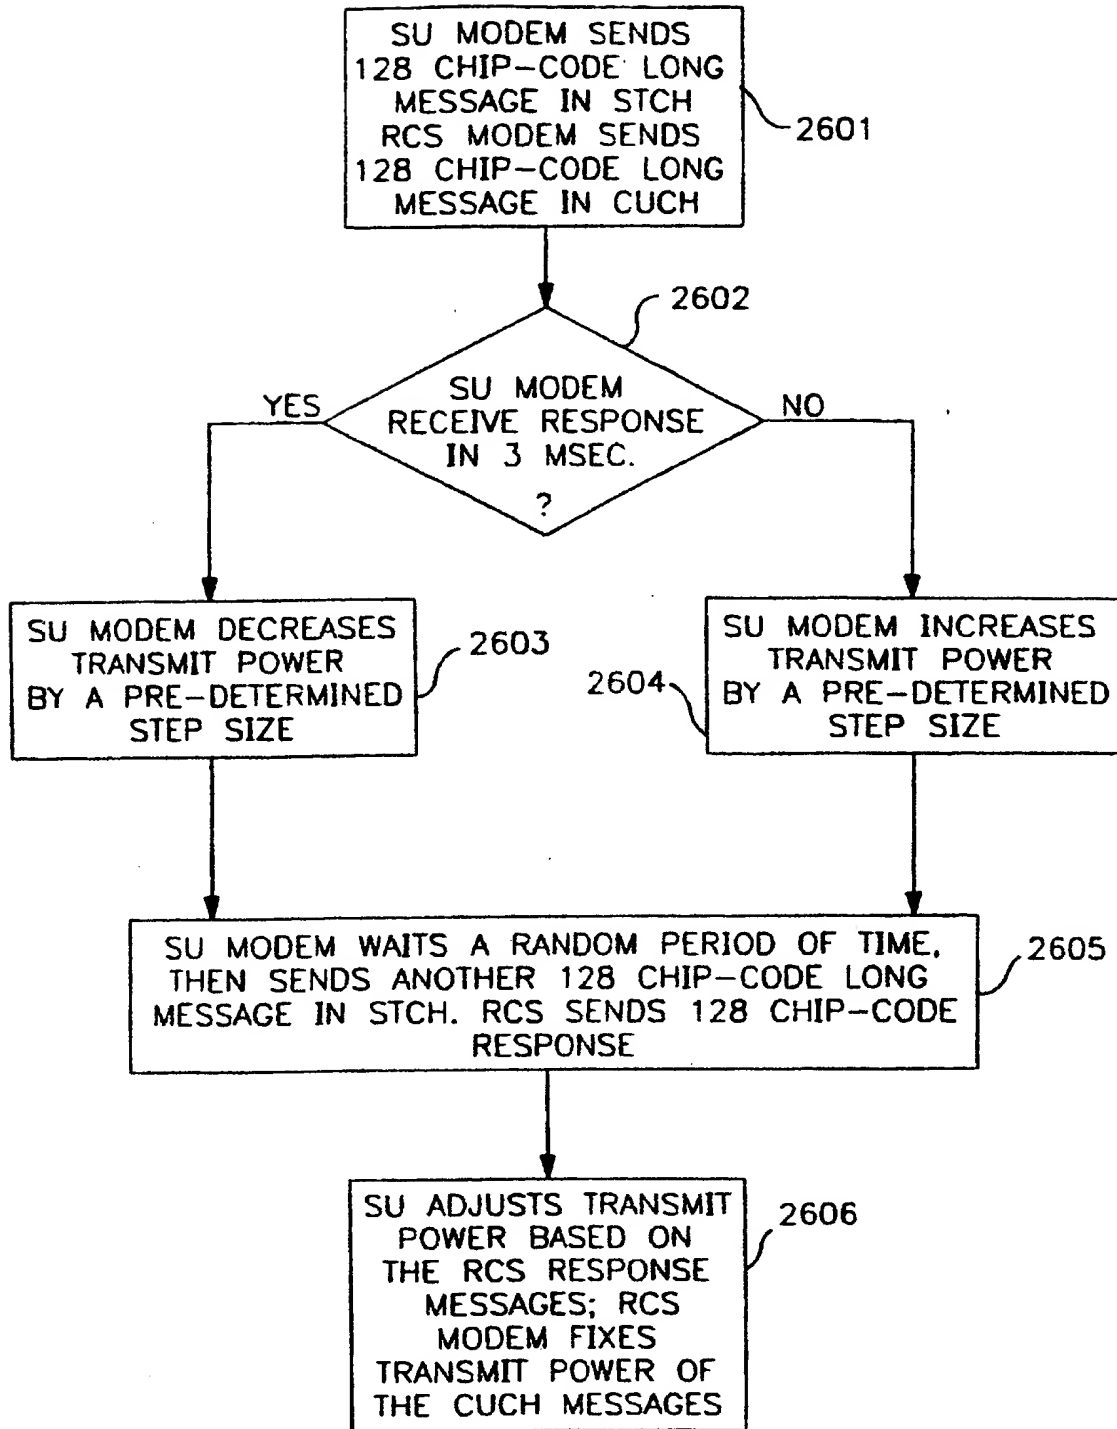 SU MODEM SENDS
128 CHIP-CODE LONG
MESSAGE IN STCH
RCS MODEM SENDS
128 CHIP-CODE LONG
MESSAGE IN CUCH
2601
2602
SU MODEM
RECEIVE RESPONSE
IN 3 MSEC.
?
YES
NO
SU MODEM DECREASES
TRANSMIT POWER
BY A PRE-DETERMINED
STEP SIZE
2603
2604
SU MODEM INCREASES
TRANSMIT POWER
BY A PRE-DETERMINED
STEP SIZE
SU MODEM WAITS A RANDOM PERIOD OF TIME,
THEN SENDS ANOTHER 128 CHIP-CODE LONG
MESSAGE IN STCH. RCS SENDS 128 CHIP-CODE
RESPONSE
2605
SU ADJUSTS TRANSMIT
POWER BASED ON
THE RCS RESPONSE
MESSAGES; RCS
MODEM FIXES
TRANSMIT POWER OF
THE CUCH MESSAGES
2606